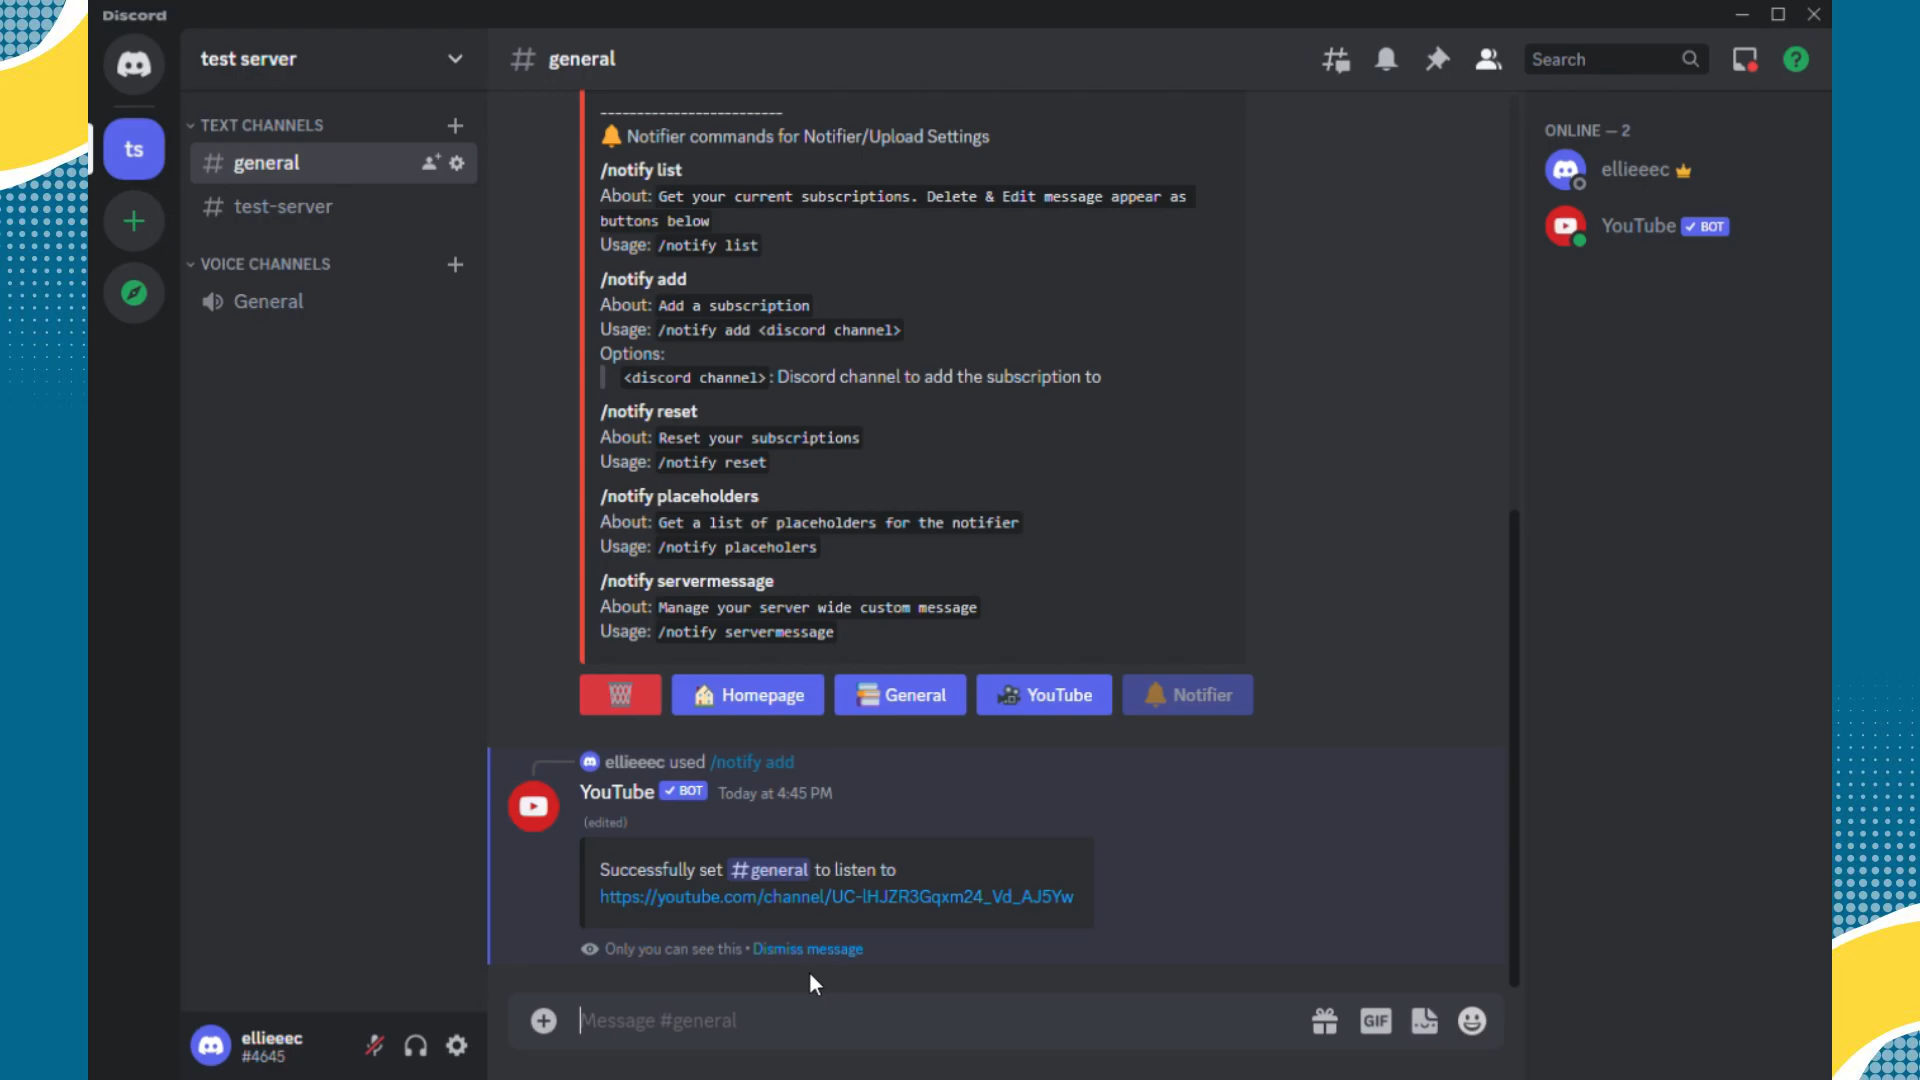 Discord
test server
general
Search
TEXT CHANNELS
general
test-server
VOICE CHANNELS
General
ts
------------------------
Notifier commands for Notifier/Upload Settings
/notify list
About: Get your current subscriptions. Delete & Edit message appear as
buttons below
Usage: /notify list
/notify add
About: Add a subscription
Usage: /notify add <discord channel>
Options:
<discord channel>: Discord channel to add the subscription to
/notify reset
About: Reset your subscriptions
Usage: /notify reset
/notify placeholders
About: Get a list of placeholders for the notifier
Usage: /notify placeholers
/notify servermessage
About: Manage your server wide custom message
Usage: /notify servermessage
Homepage General YouTube Notifier
ellieeec used /notify add
YouTube BOT Today at 4:45 PM
(edited)
Successfully set #general to listen to
https://youtube.com/channel/UC-lHJZR3Gqxm24_Vd_AJ5Yw
Only you can see this • Dismiss message
Message #general
GIF
ellieeec
#4645
ONLINE — 2
ellieeec
YouTube BOT